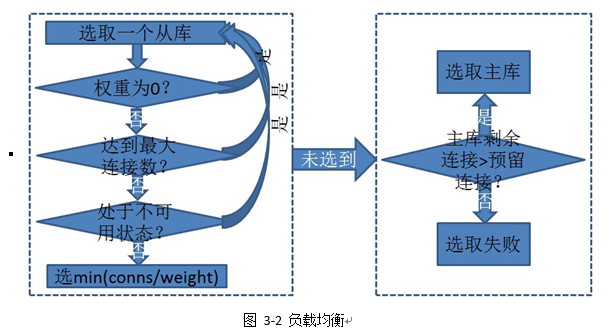 选取一个从库
权重为0？
是
否
达到最大
连接数？
是
否
处于不可
用状态？
是
否
选min(conns/weight)
未选到
选取主库
是
主库剩余
连接>预留
连接？
否
选取失败
图 3-2 负载均衡